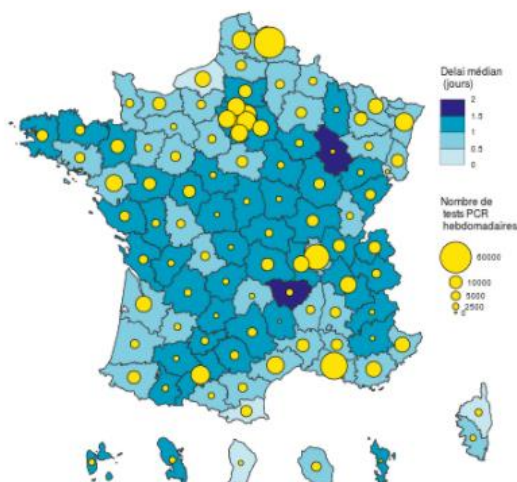 Delai médian
(jours)
2
1.5
1
0.5
0
Nombre de
tests PCR
hebdomadaires
60000
10000
5000
2500
0